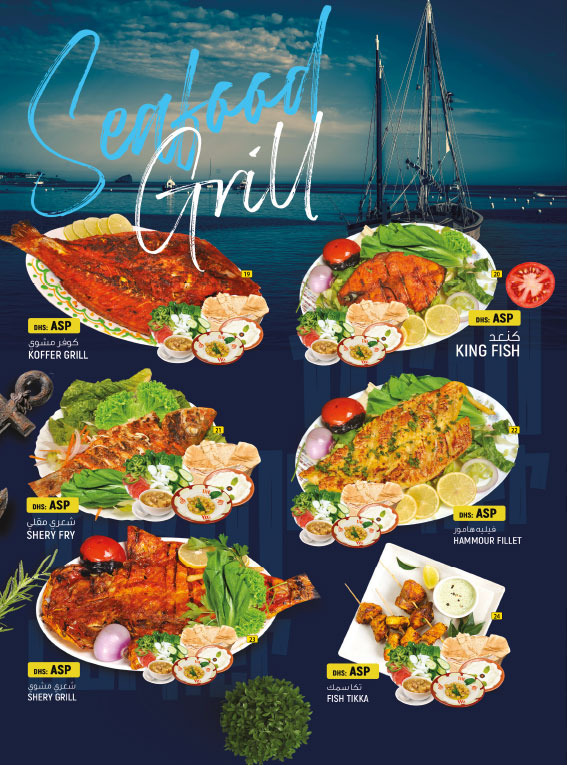 Seafood
Grill
19
DHS: ASP
كوفر مشوي
KOFFER GRILL
20
DHS: ASP
كنعد
KING FISH
21
DHS: ASP
شعري مقلي
SHERY FRY
22
DHS: ASP
فيليه هامور
HAMMOUR FILLET
23
DHS: ASP
شعري مشوي
SHERY GRILL
24
DHS: ASP
تكا سمك
FISH TIKKA